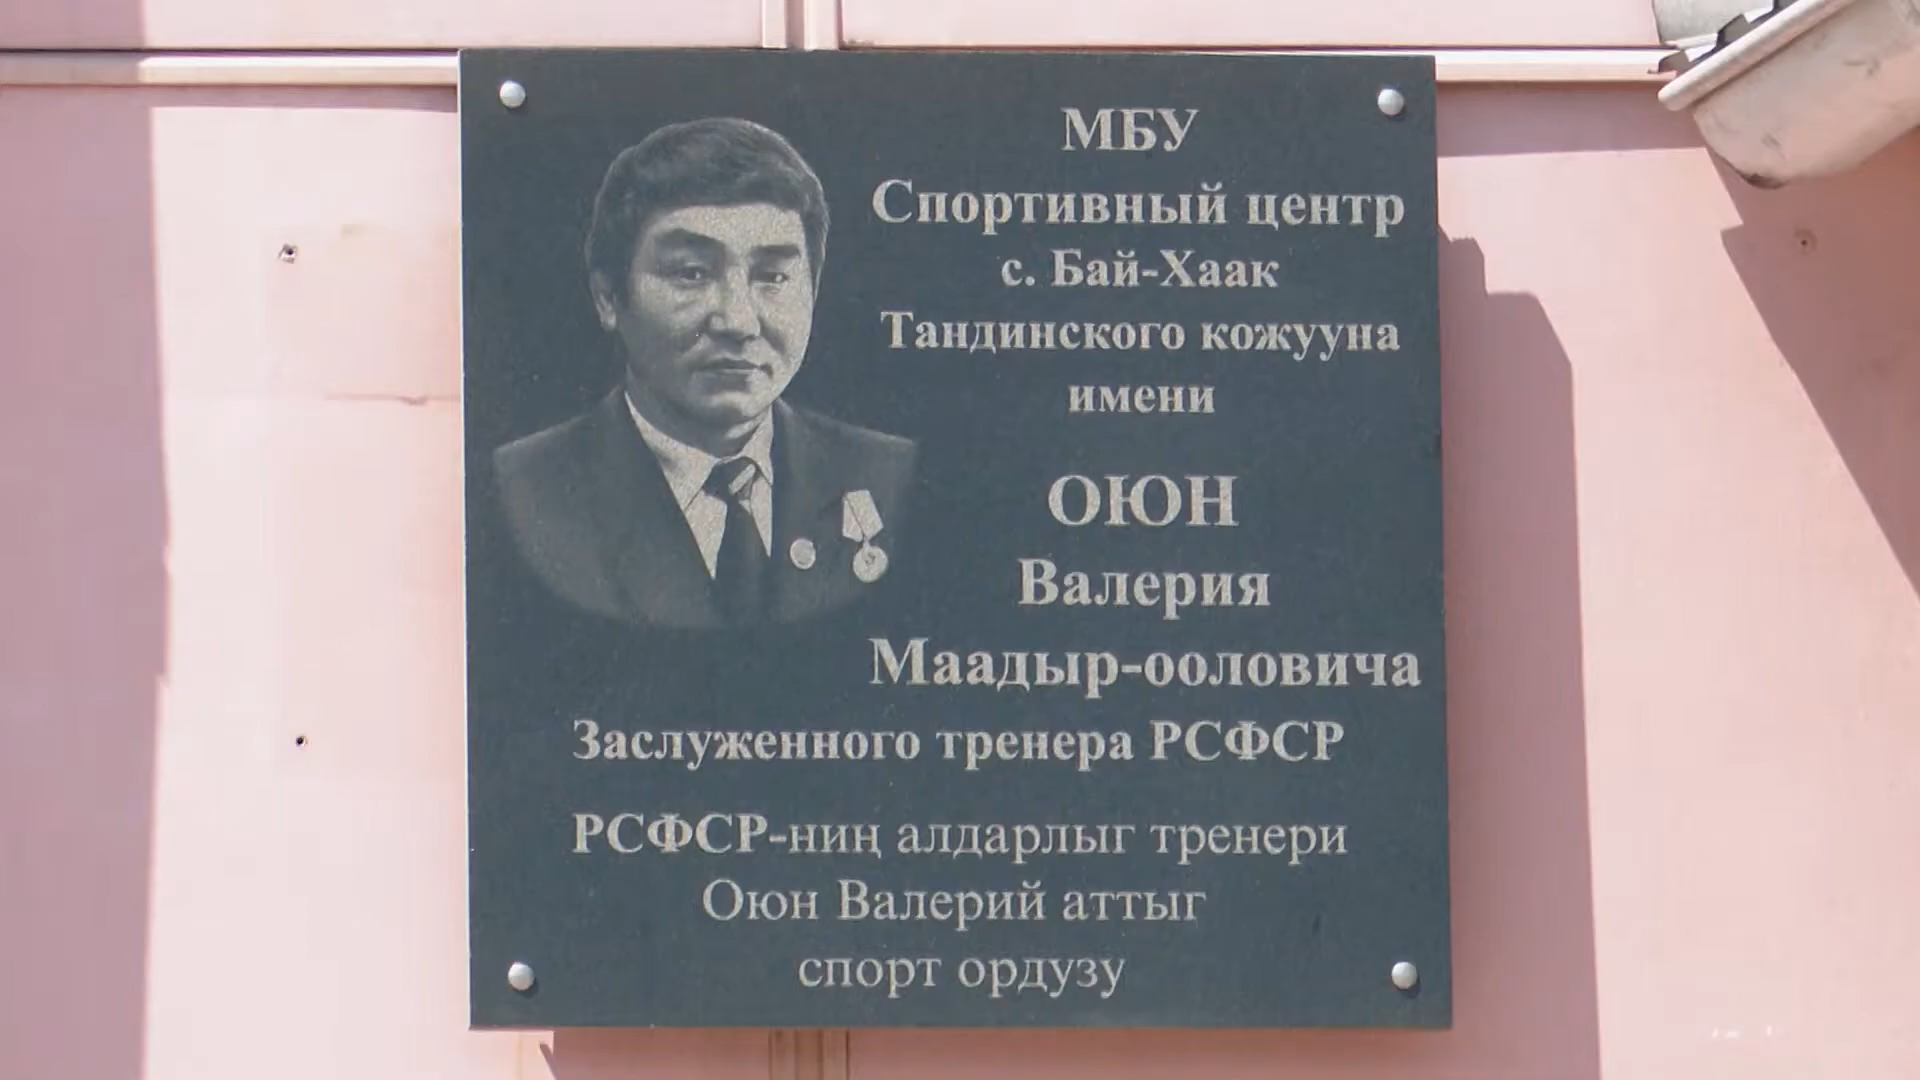 МБУ
Спортивный центр
с. Бай-Хаак
Тандинского кожууна
имени
ОЮН
Валерия
Маадыр-ооловича
Заслуженного тренера РСФСР
РСФСР-ниң алдарлыг тренери
Оюн Валерий аттыг
спорт ордузу